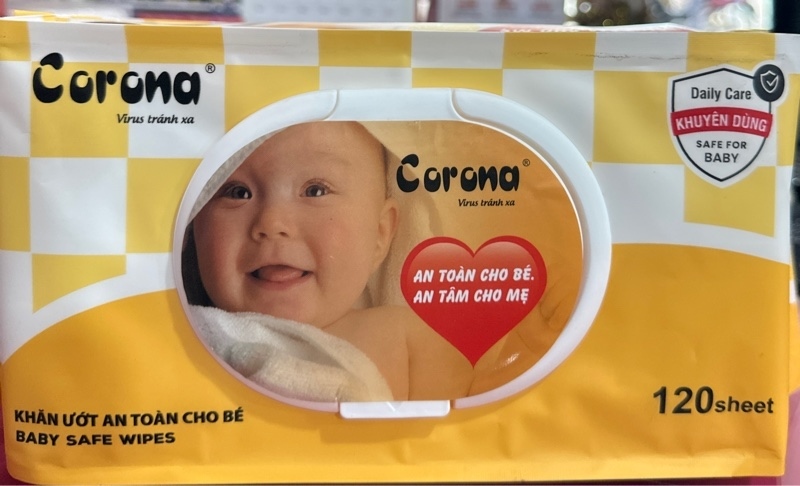 Corona®
Virus tránh xa
Daily Care
KHUYÊN DÙNG
SAFE FOR
BABY
Corona®
Virus tránh xa
AN TOÀN CHO BÉ.
AN TÂM CHO MẸ
KHĂN ƯỚT AN TOÀN CHO BÉ
BABY SAFE WIPES
120sheet